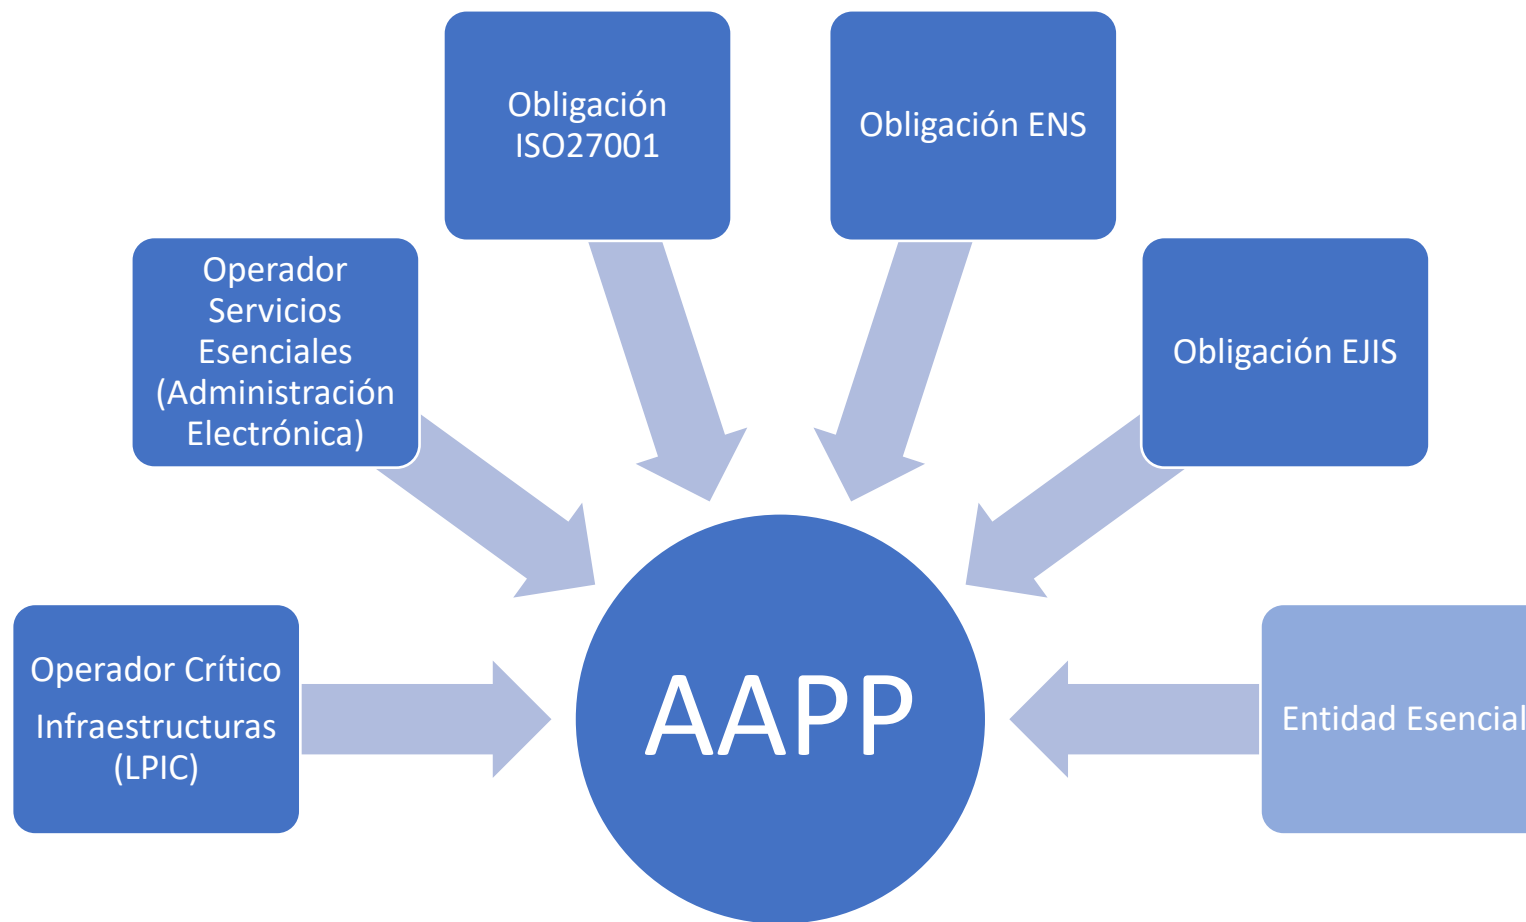 Obligación
ISO27001
Obligación ENS
Operador
Servicios
Esenciales
(Administración
Electrónica)
Obligación EJIS
Operador Crítico
Infraestructuras
(LPIC)
AAPP
Entidad Esencial